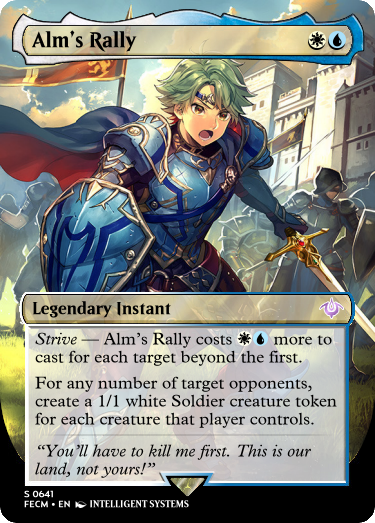 Alm's Rally
Legendary Instant
Strive — Alm's Rally costs more to
cast for each target beyond the first.
For any number of target opponents,
create a 1/1 white Soldier creature token
for each creature that player controls.
“You'll have to kill me first. This is our
land, not yours!”
S 0641
FECM • EN INTELLIGENT SYSTEMS